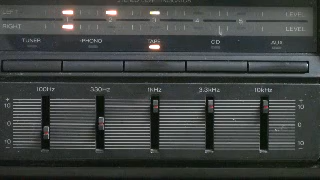 LEFT LEVEL
RIGHT LEVEL
TUNER PHONO TAPE CD AUX
100Hz 330Hz 1kHz 3.3kHz 10kHz
+10 +10
0 0
-10 10